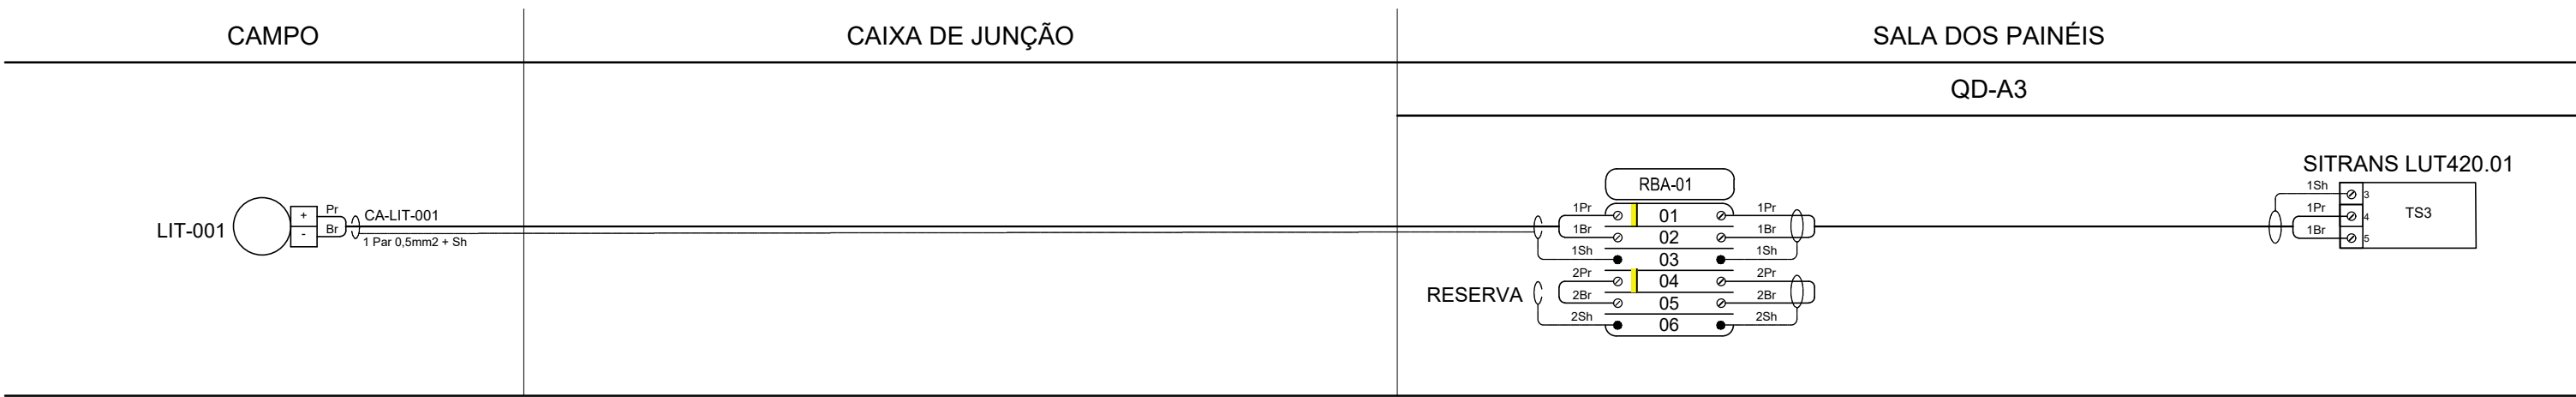 CAMPO
CAIXA DE JUNÇÃO
SALA DOS PAINÉIS
QD-A3
LIT-001
+
-
Pr
Br
CA-LIT-001
1 Par 0,5mm2 + Sh
RBA-01
1Pr 01 1Pr
1Br 02 1Br
1Sh 03 1Sh
RESERVA
2Pr 04 2Pr
2Br 05 2Br
2Sh 06 2Sh
SITRANS LUT420.01
1Sh 3
1Pr 4
1Br 5
TS3